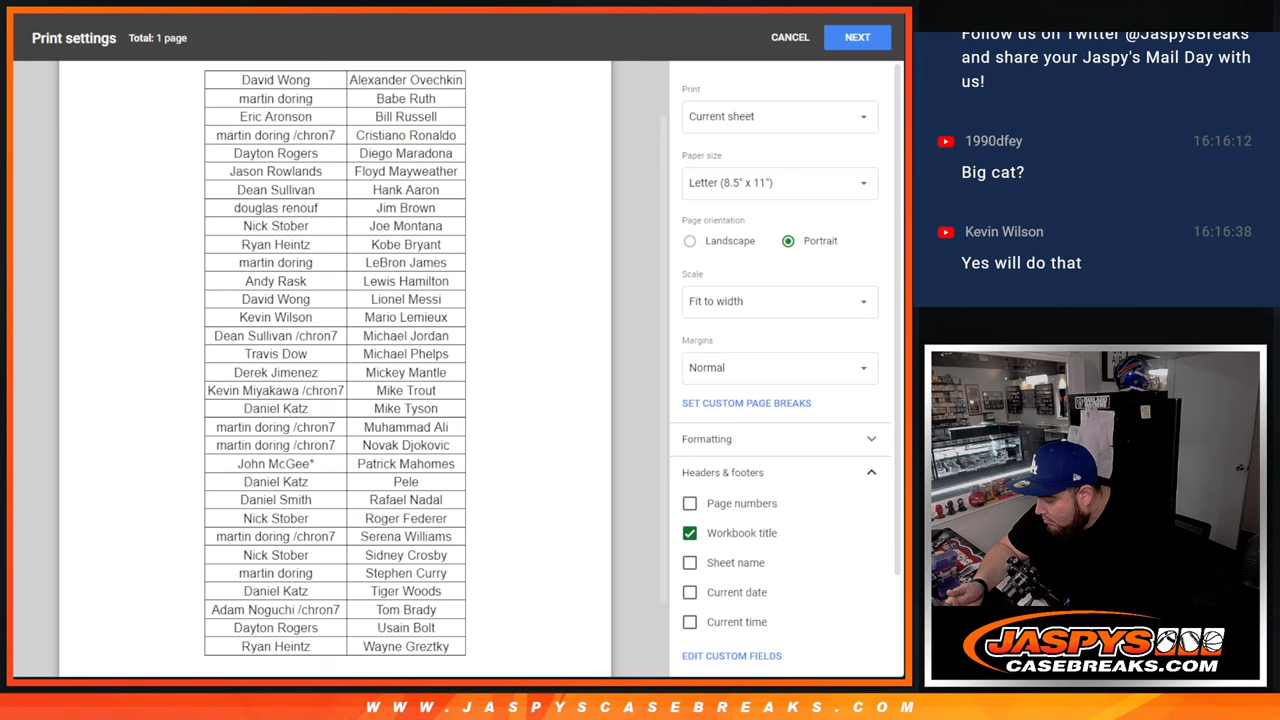 Print settings Total: 1 page CANCEL NEXT
David Wong Alexander Ovechkin
martin doring Babe Ruth
Eric Aronson Bill Russell
martin doring /chron7 Cristiano Ronaldo
Dayton Rogers Diego Maradona
Jason Rowlands Floyd Mayweather
Dean Sullivan Hank Aaron
douglas renouf Jim Brown
Nick Stober Joe Montana
Ryan Heintz Kobe Bryant
martin doring LeBron James
Andy Rask Lewis Hamilton
David Wong Lionel Messi
Kevin Wilson Mario Lemieux
Dean Sullivan /chron7 Michael Jordan
Travis Dow Michael Phelps
Derek Jimenez Mickey Mantle
Kevin Miyakawa /chron7 Mike Trout
Daniel Katz Mike Tyson
martin doring /chron7 Muhammad Ali
martin doring /chron7 Novak Djokovic
John McGee* Patrick Mahomes
Daniel Katz Pele
Daniel Smith Rafael Nadal
Nick Stober Roger Federer
martin doring /chron7 Serena Williams
Nick Stober Sidney Crosby
martin doring Stephen Curry
Daniel Katz Tiger Woods
Adam Noguchi /chron7 Tom Brady
Dayton Rogers Usain Bolt
Ryan Heintz Wayne Greztky
Print
Current sheet
Paper size
Letter (8.5" x 11")
Page orientation
Landscape Portrait
Scale
Fit to width
Margins
Normal
SET CUSTOM PAGE BREAKS
Formatting
Headers & footers
Page numbers
Workbook title
Sheet name
Current date
Current time
EDIT CUSTOM FIELDS
Follow us on Twitter @JaspysBreaks
and share your Jaspy's Mail Day with
us!
1990dfey 16:16:12
Big cat?
Kevin Wilson 16:16:38
Yes will do that
JASPYS
CASEBREAKS.COM
WWW.JASPYSCASEBREAKS.COM